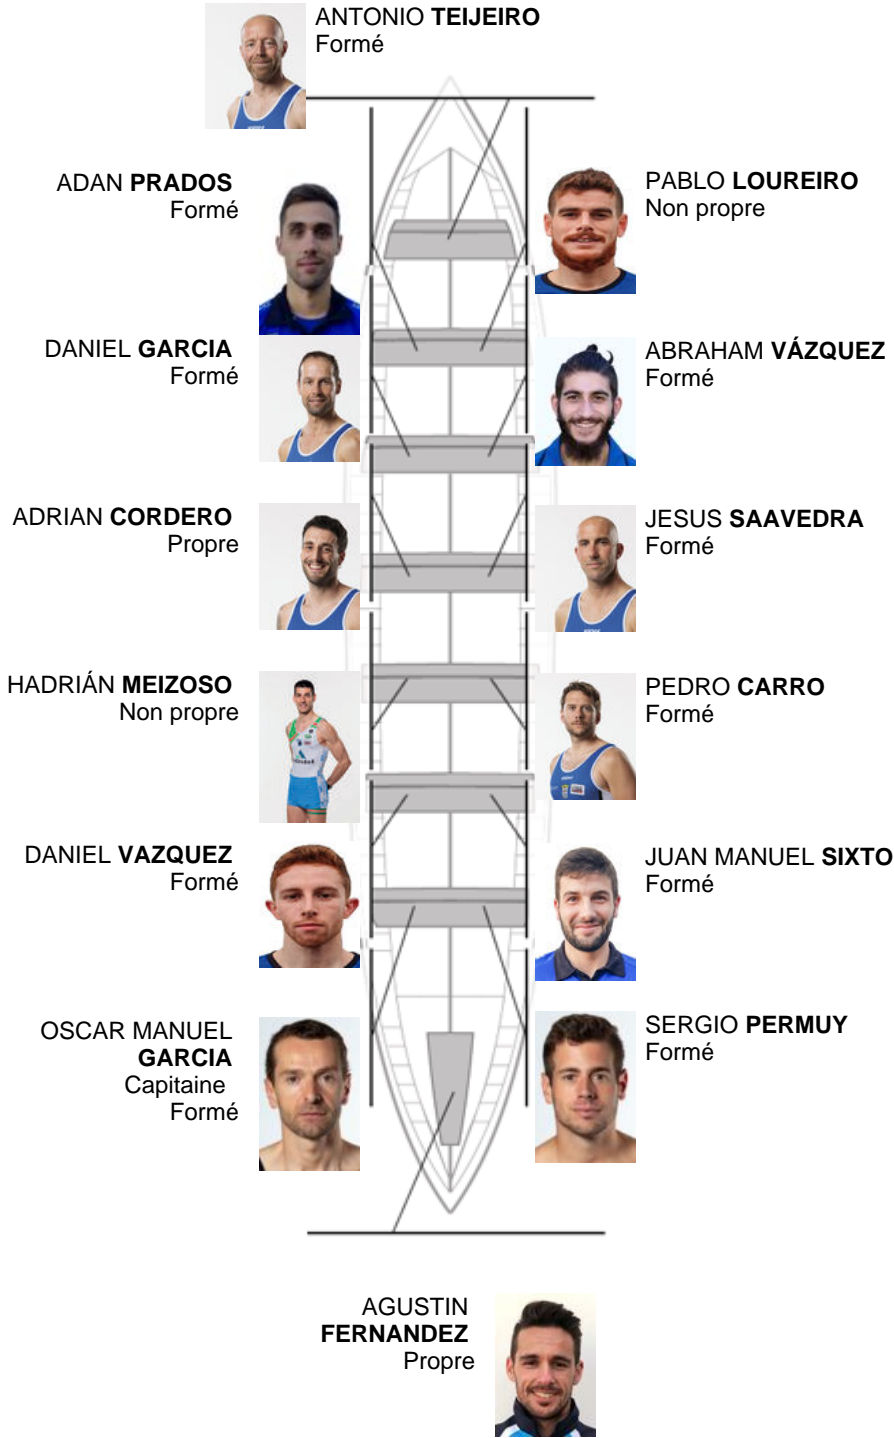 ANTONIO TEIJEIRO
Formé
ADAN PRADOS
Formé
PABLO LOUREIRO
Non propre
DANIEL GARCIA
Formé
ABRAHAM VÁZQUEZ
Formé
ADRIAN CORDERO
Propre
JESUS SAAVEDRA
Formé
HADRIÁN MEIZOSO
Non propre
PEDRO CARRO
Formé
DANIEL VAZQUEZ
Formé
JUAN MANUEL SIXTO
Formé
OSCAR MANUEL
GARCIA
Capitaine
Formé
SERGIO PERMUY
Formé
AGUSTIN
FERNANDEZ
Propre